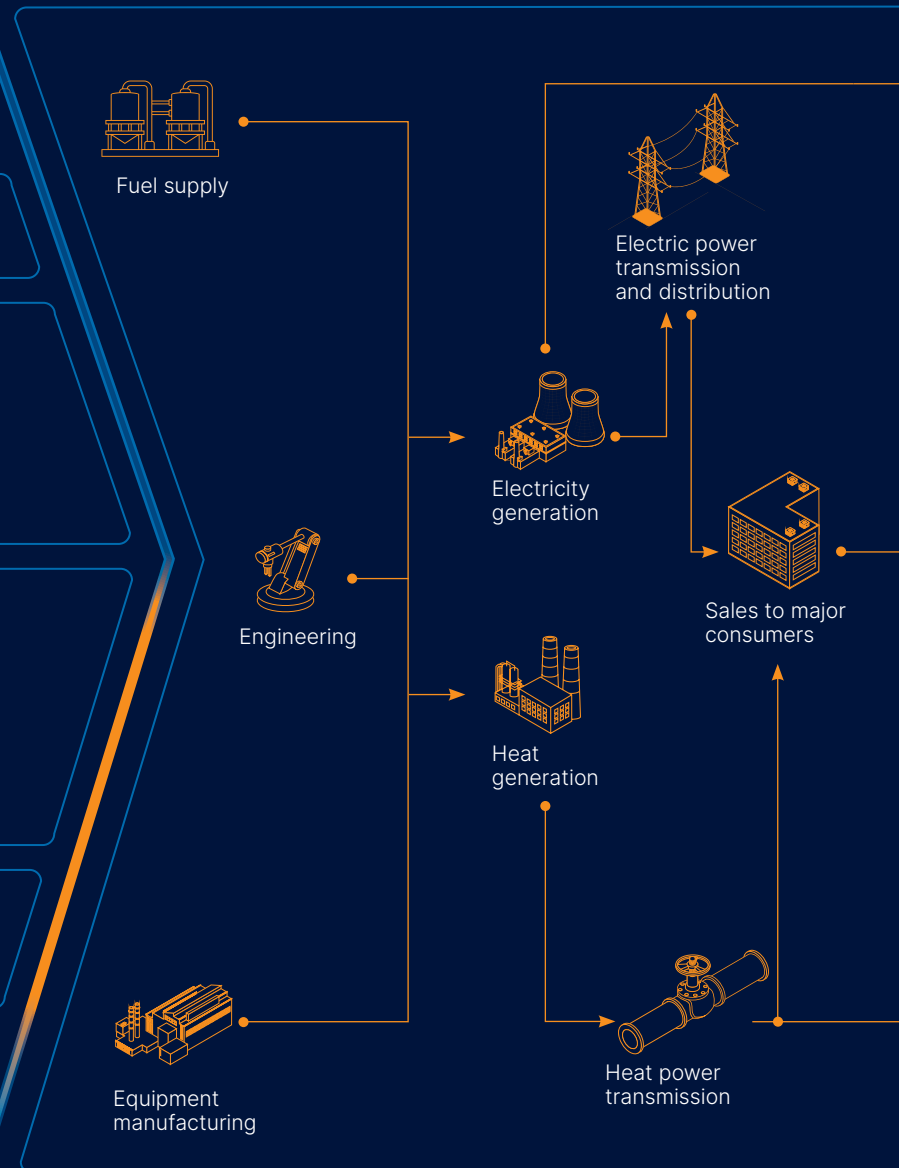 Fuel supply
Electric power
transmission
and distribution
Electricity
generation
Engineering
Sales to major
consumers
Heat
generation
Heat power
transmission
Equipment
manufacturing